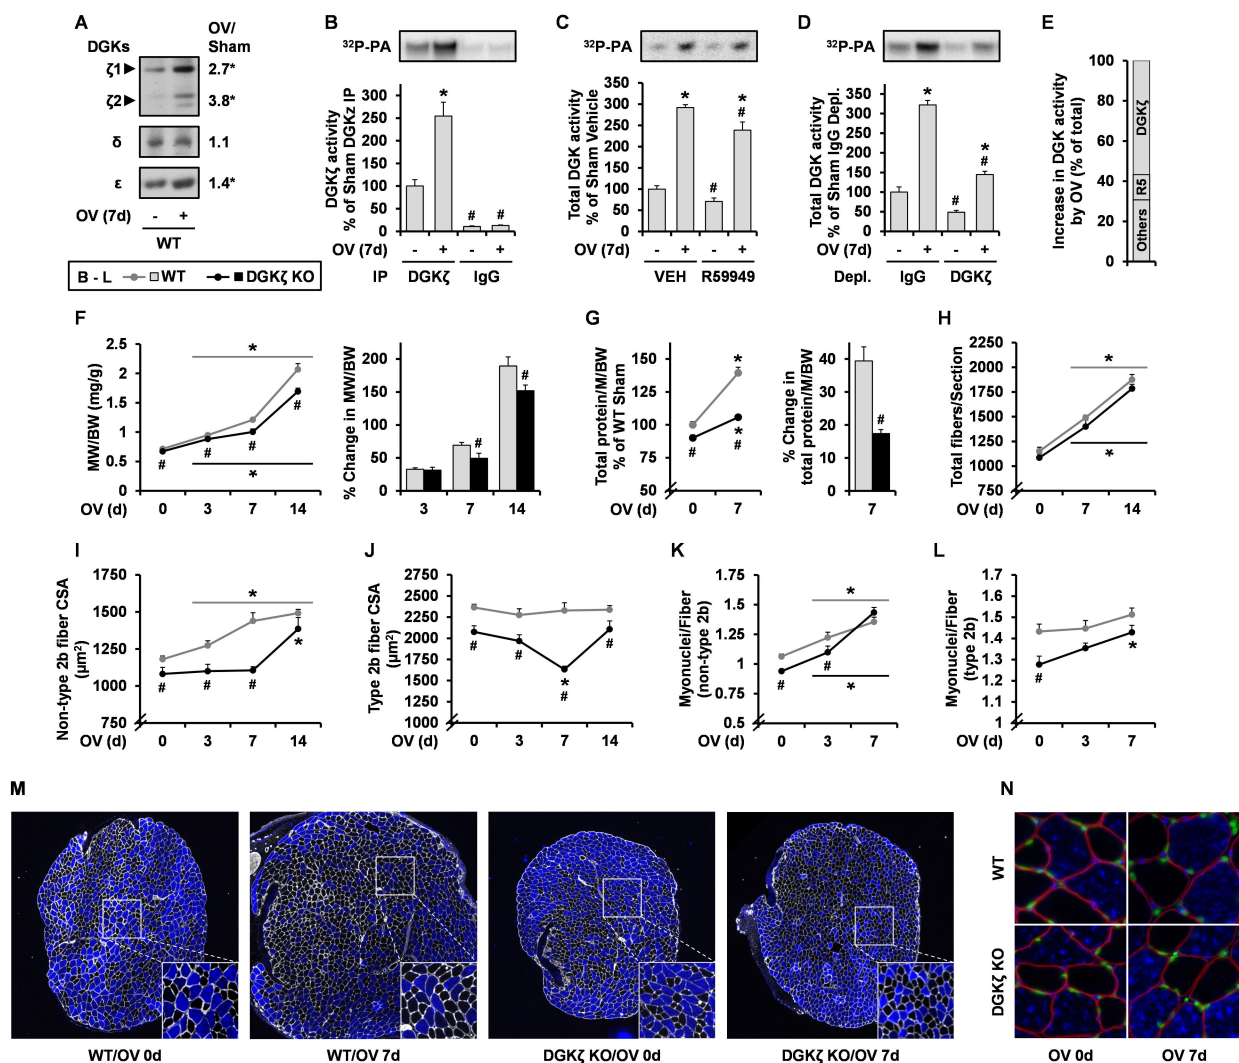 A
DGKs
OV/
Sham
ζ1
2.7*
ζ2
3.8*
δ
1.1
ε
1.4*
OV (7d)
- +
WT
B
³²P-PA
DGKζ activity
% of Sham DGKz IP
300
250
200
150
100
50
0
*
# #
OV (7d)
- + - +
IP
DGKζ IgG
C
³²P-PA
Total DGK activity
% of Sham Vehicle
350
300
250
200
150
100
50
0
*
#
*
#
OV (7d)
- + - +
VEH R59949
D
³²P-PA
Total DGK activity
% of Sham IgG Depl.
350
300
250
200
150
100
50
0
*
#
*
#
OV (7d)
- + - +
Depl.
IgG DGKζ
E
Increase in DGK activity
by OV (% of total)
100
80
60
40
20
0
DGKζ
R5
Others
B - L WT DGKζ KO
F
MW/BW (mg/g)
2.5
2
1.5
1
0.5
0
*
# # # #
*
OV (d)
0 3 7 14
% Change in MW/BW
200
150
100
50
0
# #
3 7 14
G
Total protein/M/BW
% of WT Sham
150
125
100
75
50
*
#
*
#
OV (d)
0 7
% Change in
total protein/M/BW
40
30
20
10
0
#
7
H
Total fibers/Section
2250
2000
1750
1500
1250
1000
750
*
*
OV (d)
0 7 14
I
Non-type 2b fiber CSA
(µm²)
1750
1500
1250
1000
750
*
# # #
*
OV (d)
0 3 7 14
J
Type 2b fiber CSA
(µm²)
2750
2500
2250
2000
1750
1500
1250
1000
# #
*
#
#
OV (d)
0 3 7 14
K
Myonuclei/Fiber
(non-type 2b)
1.75
1.5
1.25
1
0.75
0.5
*
# #
*
OV (d)
0 3 7
L
Myonuclei/Fiber
(type 2b)
1.7
1.6
1.5
1.4
1.3
1.2
1
#
*
OV (d)
0 3 7
M
WT/OV 0d
WT/OV 7d
DGKζ KO/OV 0d
DGKζ KO/OV 7d
N
WT
DGKζ KO
OV 0d
OV 7d